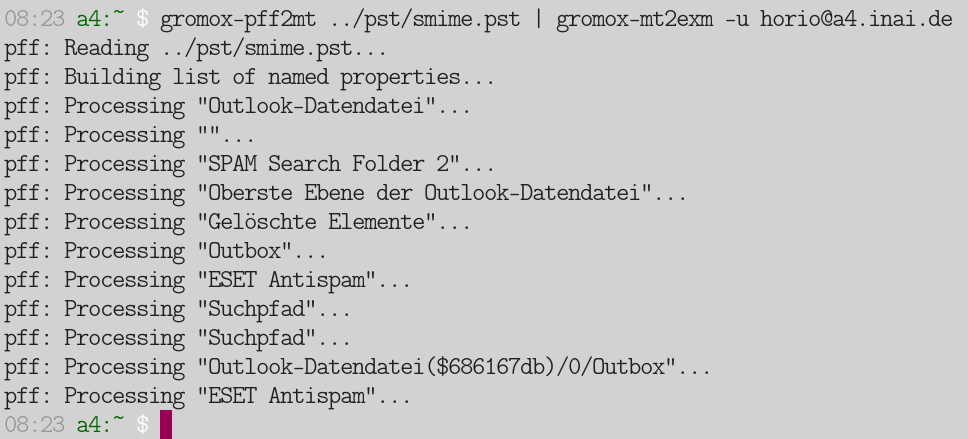 08:23 a4:~ $ gromox-pff2mt ../pst/smime.pst | gromox-mt2exm -u horio@a4.inai.de
pff: Reading ../pst/smime.pst...
pff: Building list of named properties...
pff: Processing "Outlook-Datendatei"...
pff: Processing ""...
pff: Processing "SPAM Search Folder 2"...
pff: Processing "Oberste Ebene der Outlook-Datendatei"...
pff: Processing "Gelöschte Elemente"...
pff: Processing "Outbox"...
pff: Processing "ESET Antispam"...
pff: Processing "Suchpfad"...
pff: Processing "Suchpfad"...
pff: Processing "Outlook-Datendatei($686167db)/0/Outbox"...
pff: Processing "ESET Antispam"...
08:23 a4:~ $